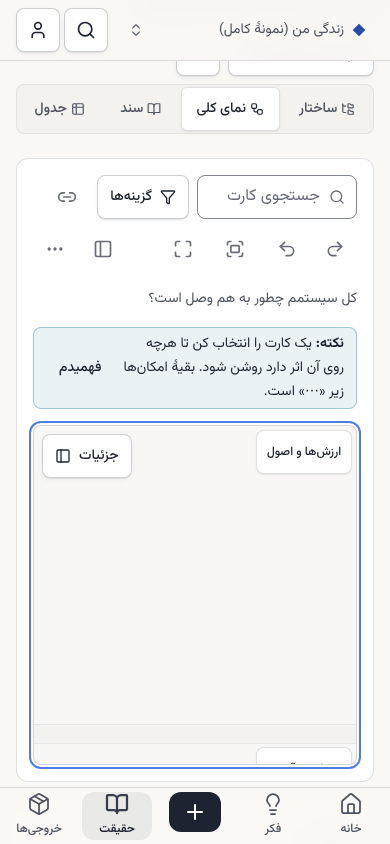 زندگی من (نمونهٔ کامل)
ساختار
نمای کلی
سند
جدول
جستجوی کارت
گزینه‌ها
کل سیستمم چطور به هم وصل است؟
نکته: یک کارت را انتخاب کن تا هرچه
روی آن اثر دارد روشن شود. بقیهٔ امکان‌ها
زیر «⋯» است.
فهمیدم
ارزش‌ها و اصول
جزئیات
خانه
فکر
حقیقت
خروجی‌ها